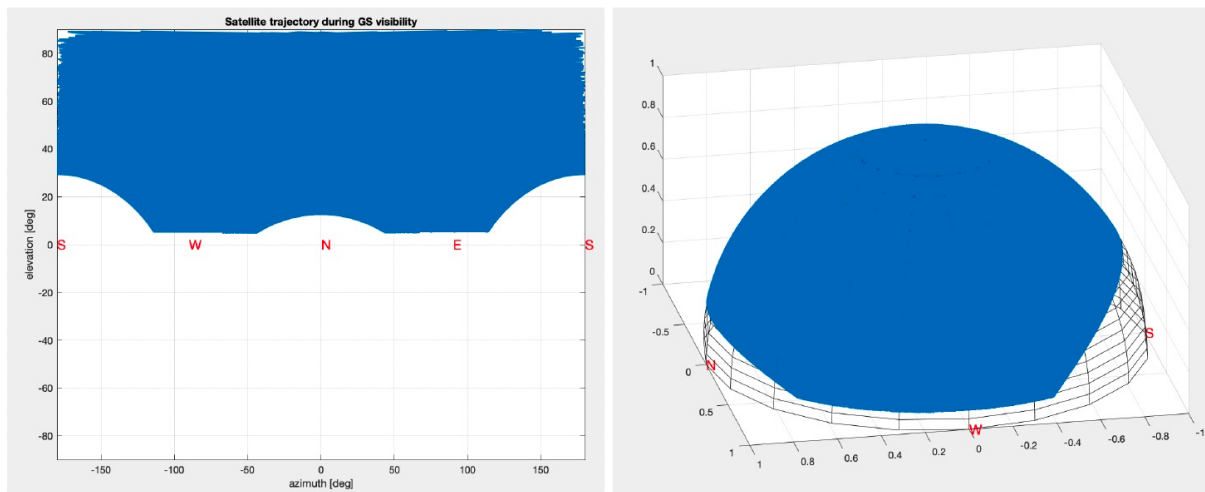 Satellite trajectory during GS visibility
80
60
40
20
0
-20
-40
-60
-80
elevation [deg]
S W N E S
-150 -100 -50 0 50 100 150
azimuth [deg]
1
0.8
0.6
0.4
0.2
0
-1
-0.5
0
0.5
1
N
W
S
1 0.8 0.6 0.4 0.2 0 -0.2 -0.4 -0.6 -0.8 -1